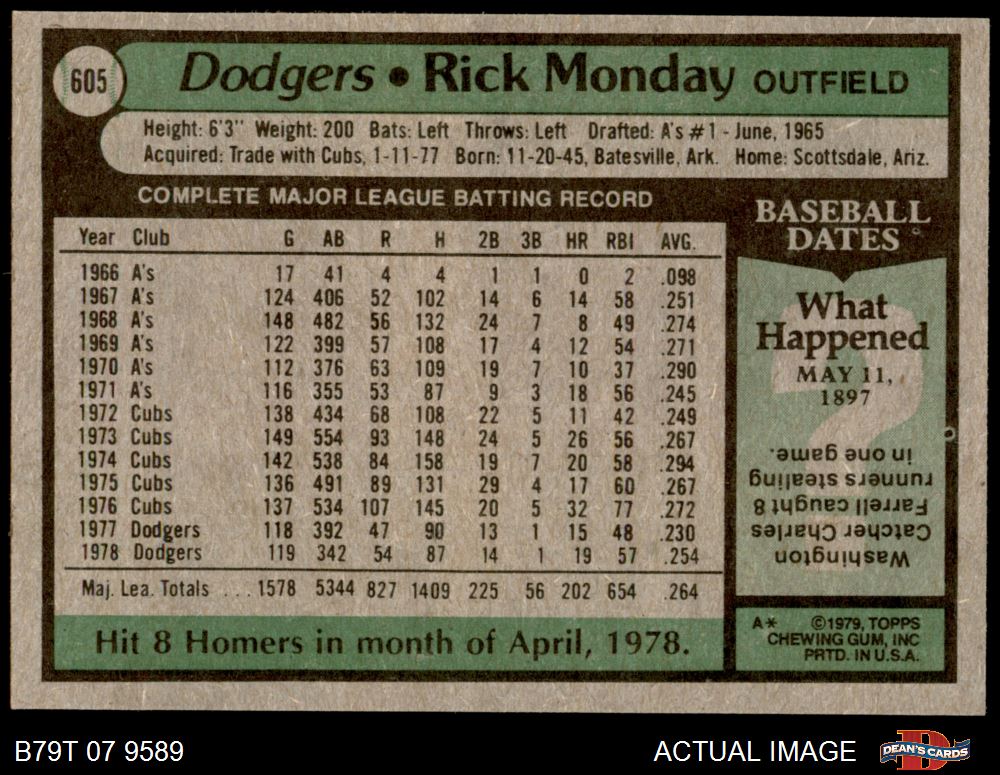 605
Dodgers • Rick Monday OUTFIELD
Height: 6'3" Weight: 200 Bats: Left Throws: Left Drafted: A's #1 - June, 1965
Acquired: Trade with Cubs, 1-11-77 Born: 11-20-45, Batesville, Ark. Home: Scottsdale, Ariz.
COMPLETE MAJOR LEAGUE BATTING RECORD
Year Club G AB R H 2B 3B HR RBI AVG.
1966 A's 17 41 4 4 1 1 0 2 .098
1967 A's 124 406 52 102 14 6 14 58 .251
1968 A's 148 482 56 132 24 7 8 49 .274
1969 A's 122 399 57 108 17 4 12 54 .271
1970 A's 112 376 63 109 19 7 10 37 .290
1971 A's 116 355 53 87 9 3 18 56 .245
1972 Cubs 138 434 68 108 22 5 11 42 .249
1973 Cubs 149 554 93 148 24 5 26 56 .267
1974 Cubs 142 538 84 158 19 7 20 58 .294
1975 Cubs 136 491 89 131 29 4 17 60 .267
1976 Cubs 137 534 107 145 20 5 32 77 .272
1977 Dodgers 118 392 47 90 13 1 15 48 .230
1978 Dodgers 119 342 54 87 14 1 19 57 .254
Maj. Lea. Totals ... 1578 5344 827 1409 225 56 202 654 .264
Hit 8 Homers in month of April, 1978.
BASEBALL
DATES
What
Happened
MAY 11,
1897
?
Washington
Catcher Charles
Farrell caught 8
runners stealing
in one game.
A* ©1979, TOPPS
CHEWING GUM, INC
PRTD. IN U.S.A.
B79T 07 9589
ACTUAL IMAGE
D
DEAN'S CARDS